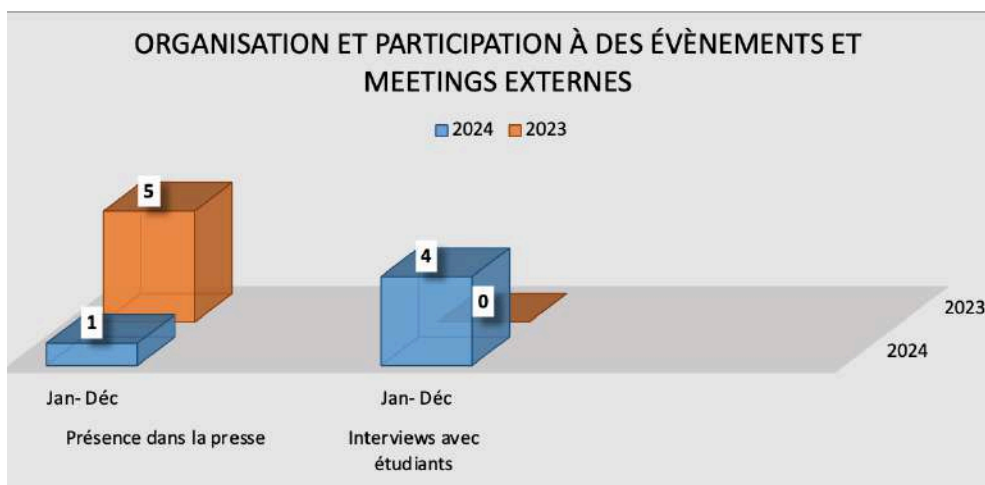 ORGANISATION ET PARTICIPATION À DES ÉVÈNEMENTS ET
MEETINGS EXTERNES
2024 2023
5
4
1
0
2023
2024
Jan- Déc
Jan- Déc
Présence dans la presse
Interviews avec
étudiants